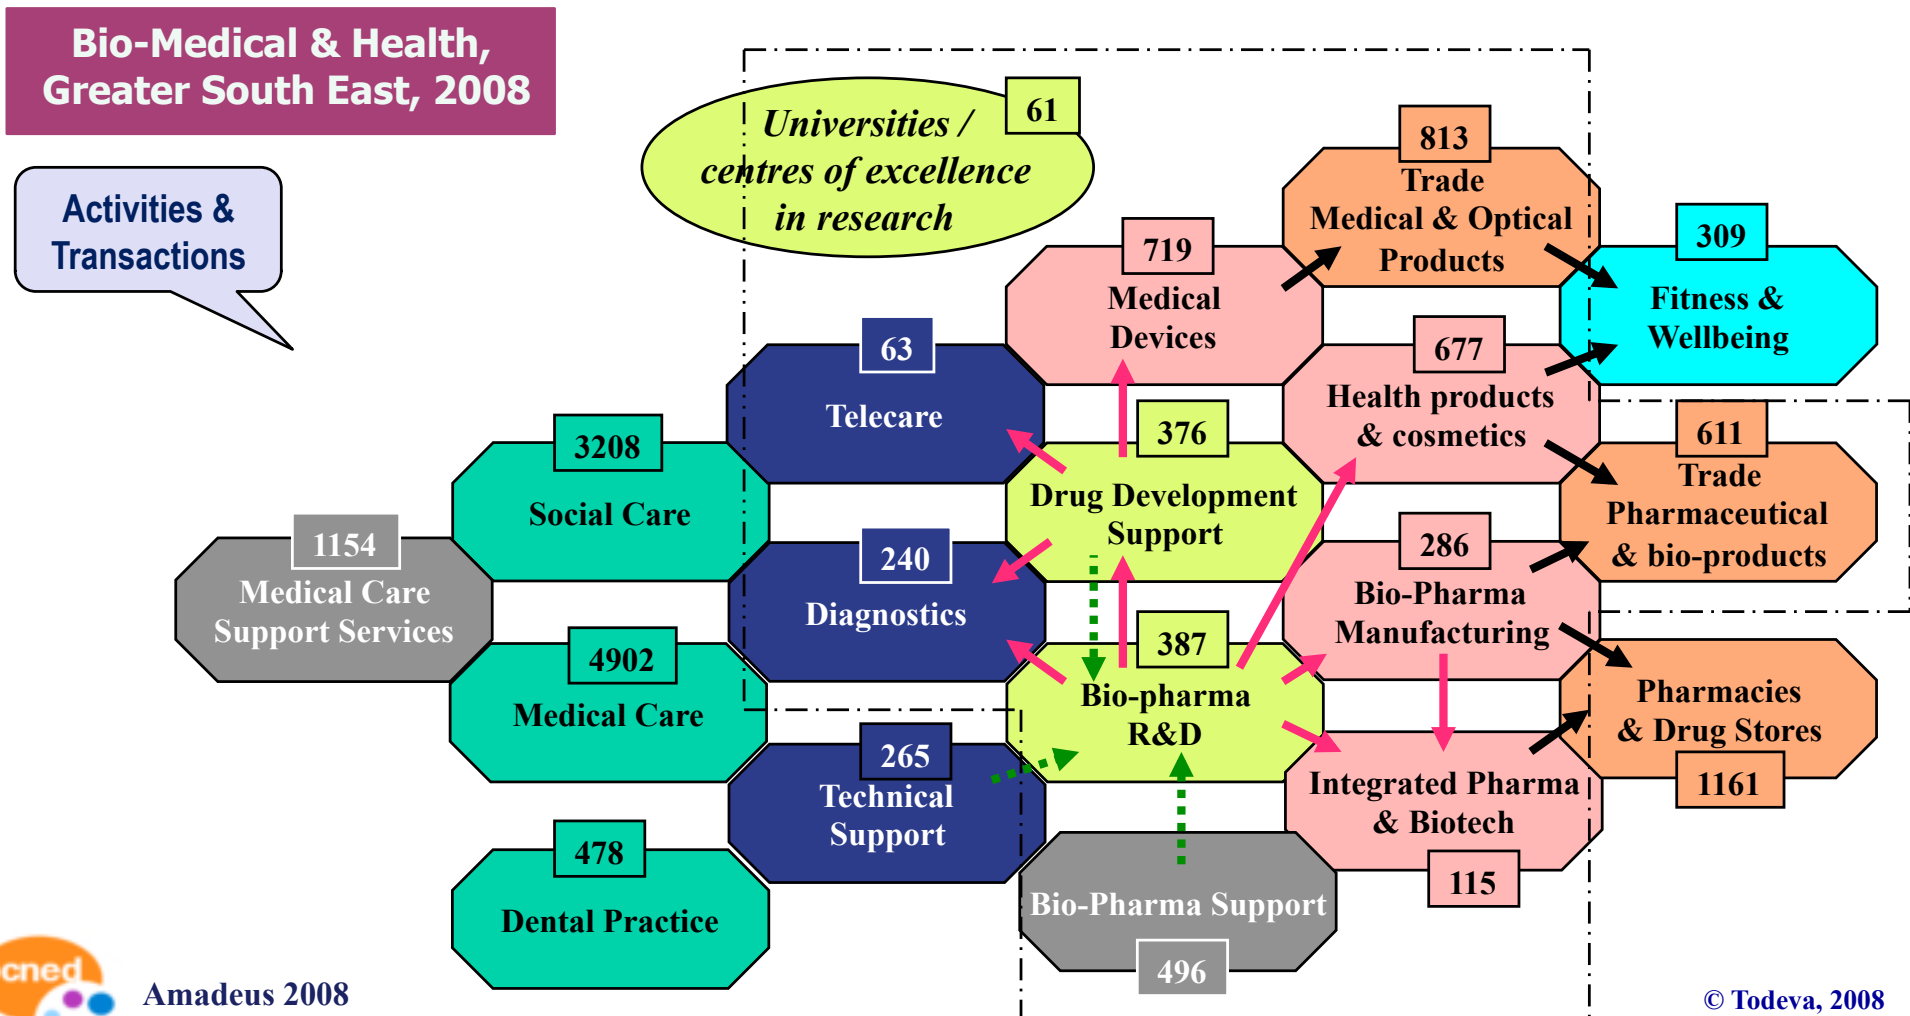 Bio-Medical & Health,
Greater South East, 2008
Activities &
Transactions
61
Universities /
centres of excellence
in research
813
Trade
Medical & Optical
Products
719
Medical
Devices
309
Fitness &
Wellbeing
63
Telecare
677
Health products
& cosmetics
376
Drug Development
Support
611
Trade
Pharmaceutical
& bio-products
3208
Social Care
1154
Medical Care
Support Services
240
Diagnostics
286
Bio-Pharma
Manufacturing
4902
Medical Care
387
Bio-pharma
R&D
Pharmacies
& Drug Stores
1161
265
Technical
Support
Integrated Pharma
& Biotech
115
478
Dental Practice
Bio-Pharma Support
496
cned
Amadeus 2008
© Todeva, 2008